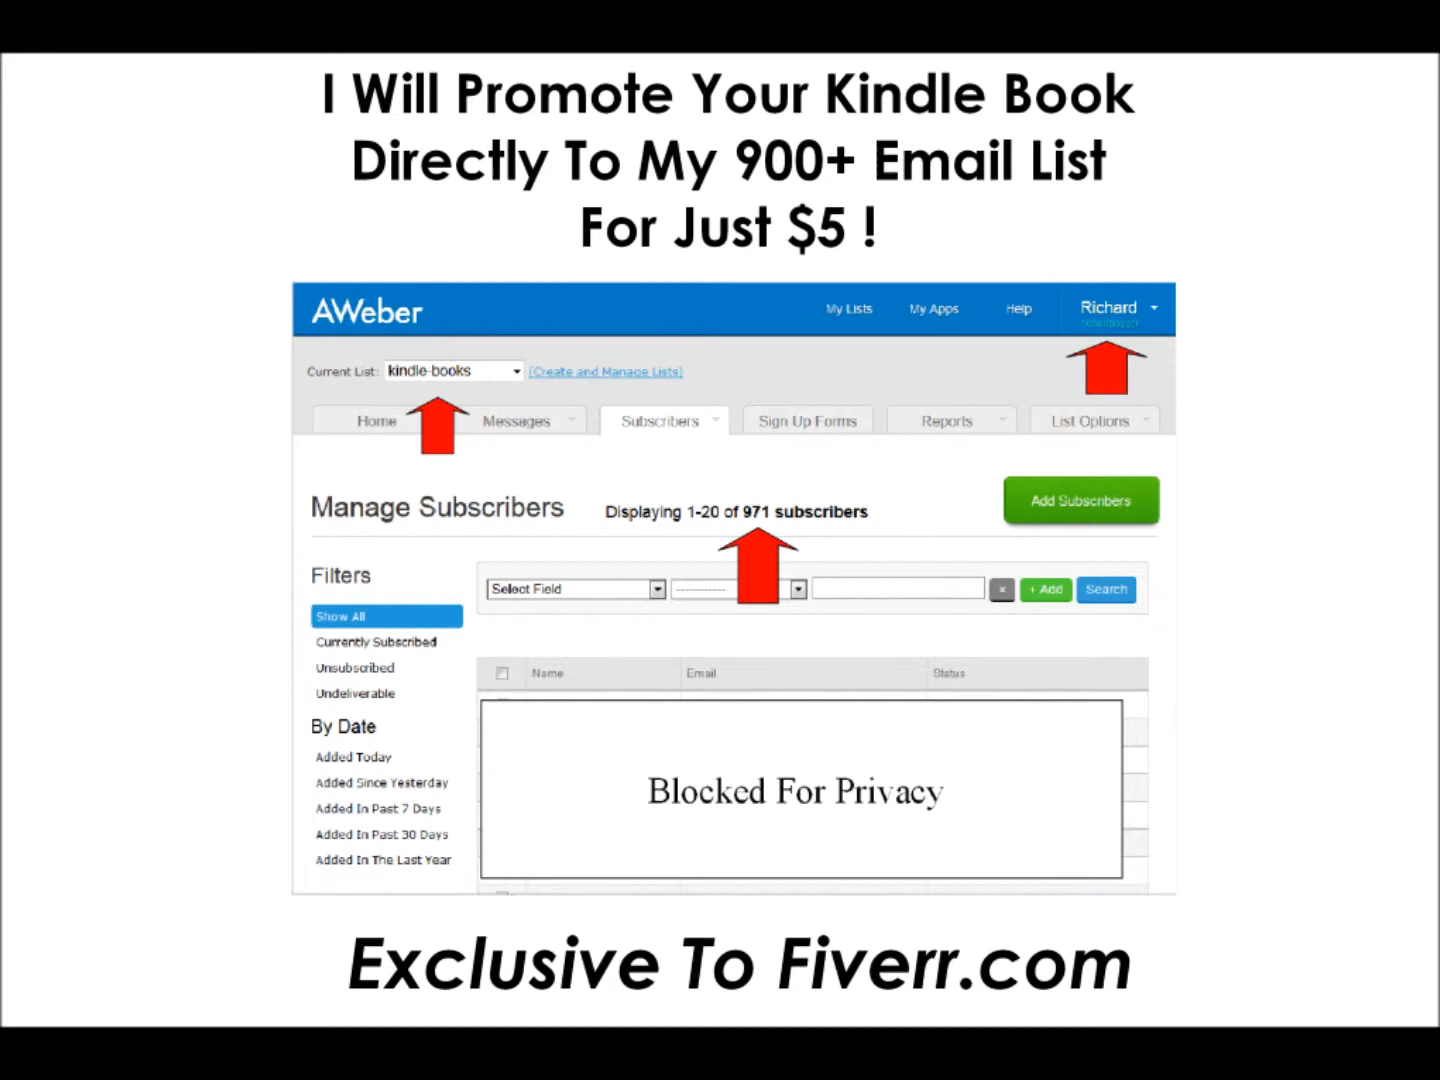 I Will Promote Your Kindle Book
Directly To My 900+ Email List
For Just $5 !
AWeber
My Lists My Apps Help Richard
Current List: kindle-books (Create and Manage Lists)
Home Messages Subscribers Sign Up Forms Reports List Options
Manage Subscribers Displaying 1-20 of 971 subscribers Add Subscribers
Filters
Select Field ---------- × + Add Search
Show All
Currently Subscribed
Unsubscribed
Undeliverable
Name Email Status
By Date
Added Today
Added Since Yesterday
Added In Past 7 Days
Added In Past 30 Days
Added In The Last Year
Blocked For Privacy
Exclusive To Fiverr.com